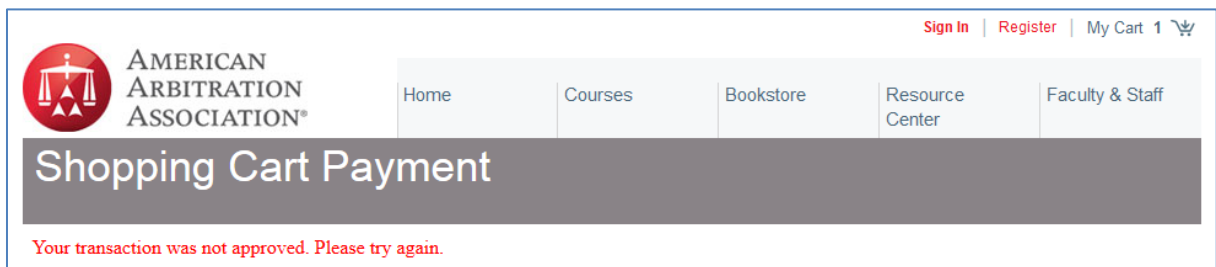 Sign In | Register | My Cart 1
AMERICAN
ARBITRATION
ASSOCIATION®
Home
Courses
Bookstore
Resource
Center
Faculty & Staff
Shopping Cart Payment
Your transaction was not approved. Please try again.